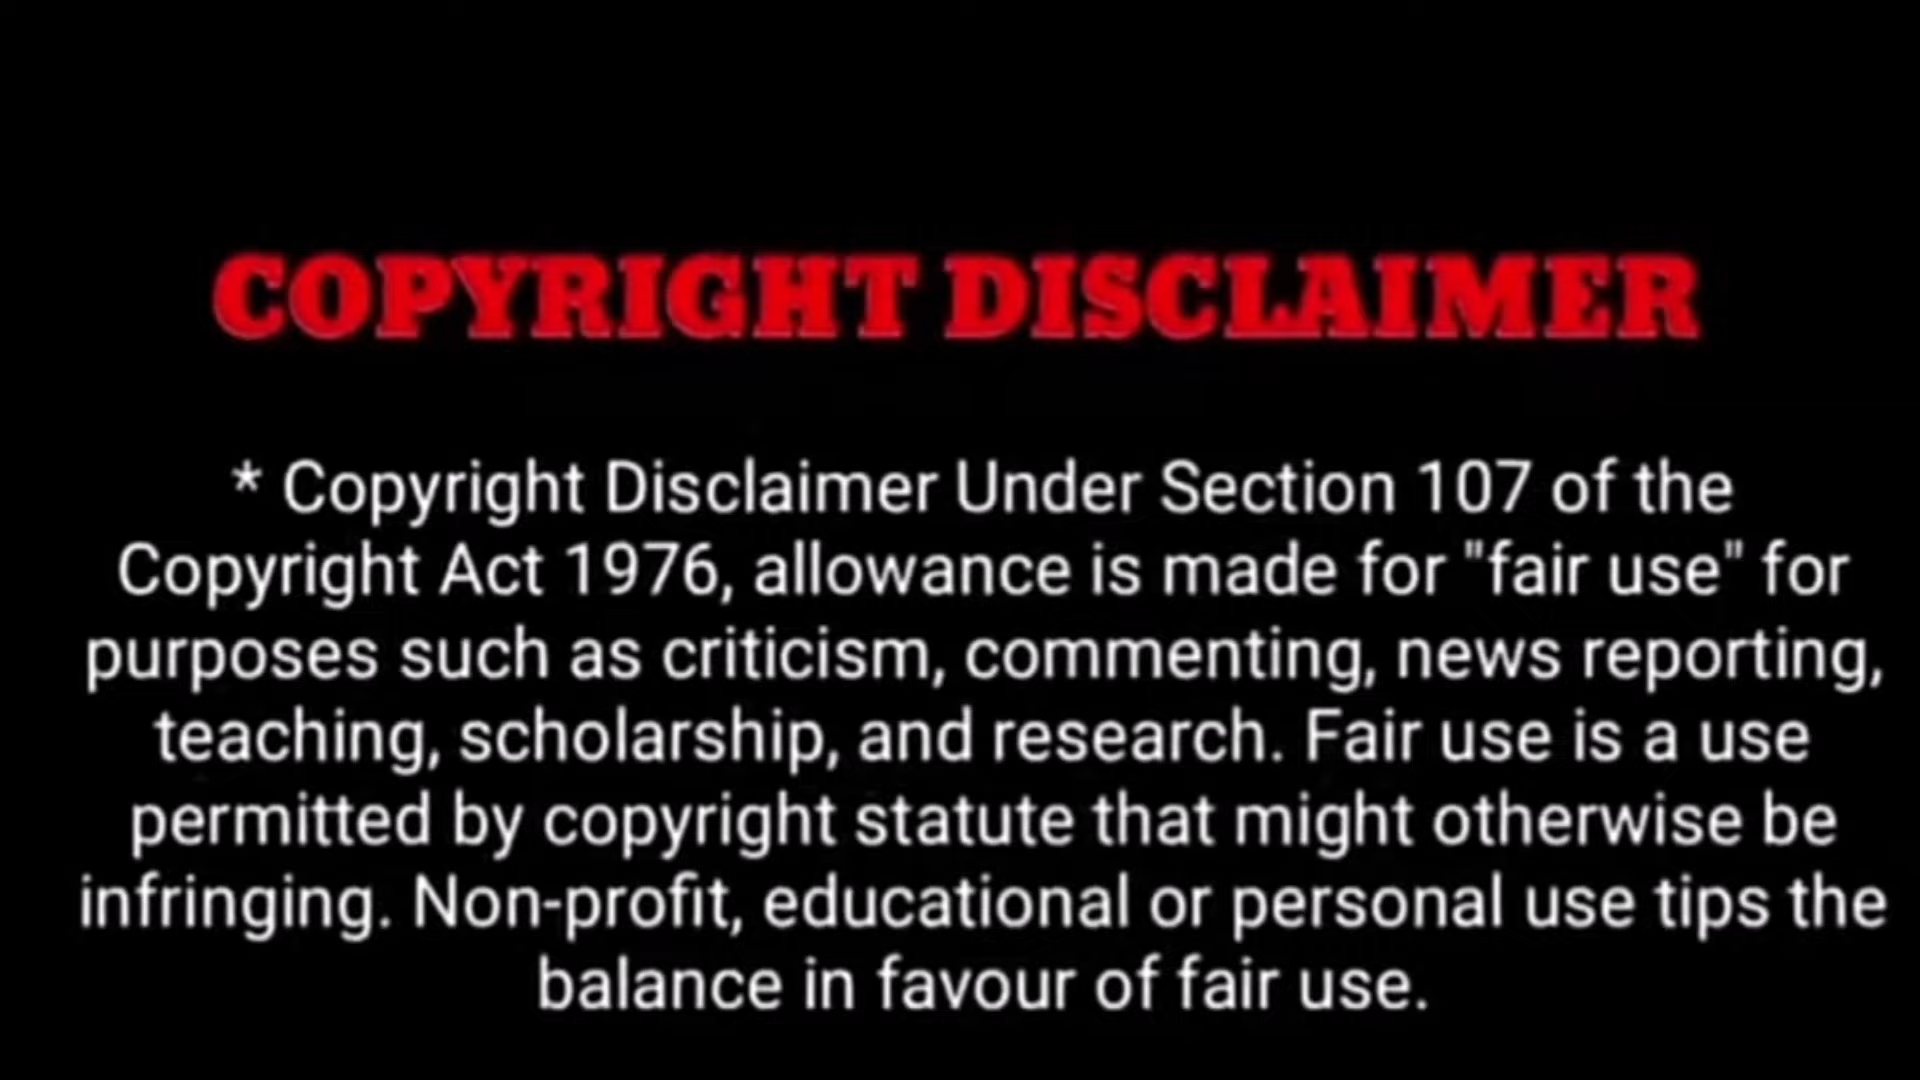 COPYRIGHT DISCLAIMER
* Copyright Disclaimer Under Section 107 of the
Copyright Act 1976, allowance is made for "fair use" for
purposes such as criticism, commenting, news reporting,
teaching, scholarship, and research. Fair use is a use
permitted by copyright statute that might otherwise be
infringing. Non-profit, educational or personal use tips the
balance in favour of fair use.